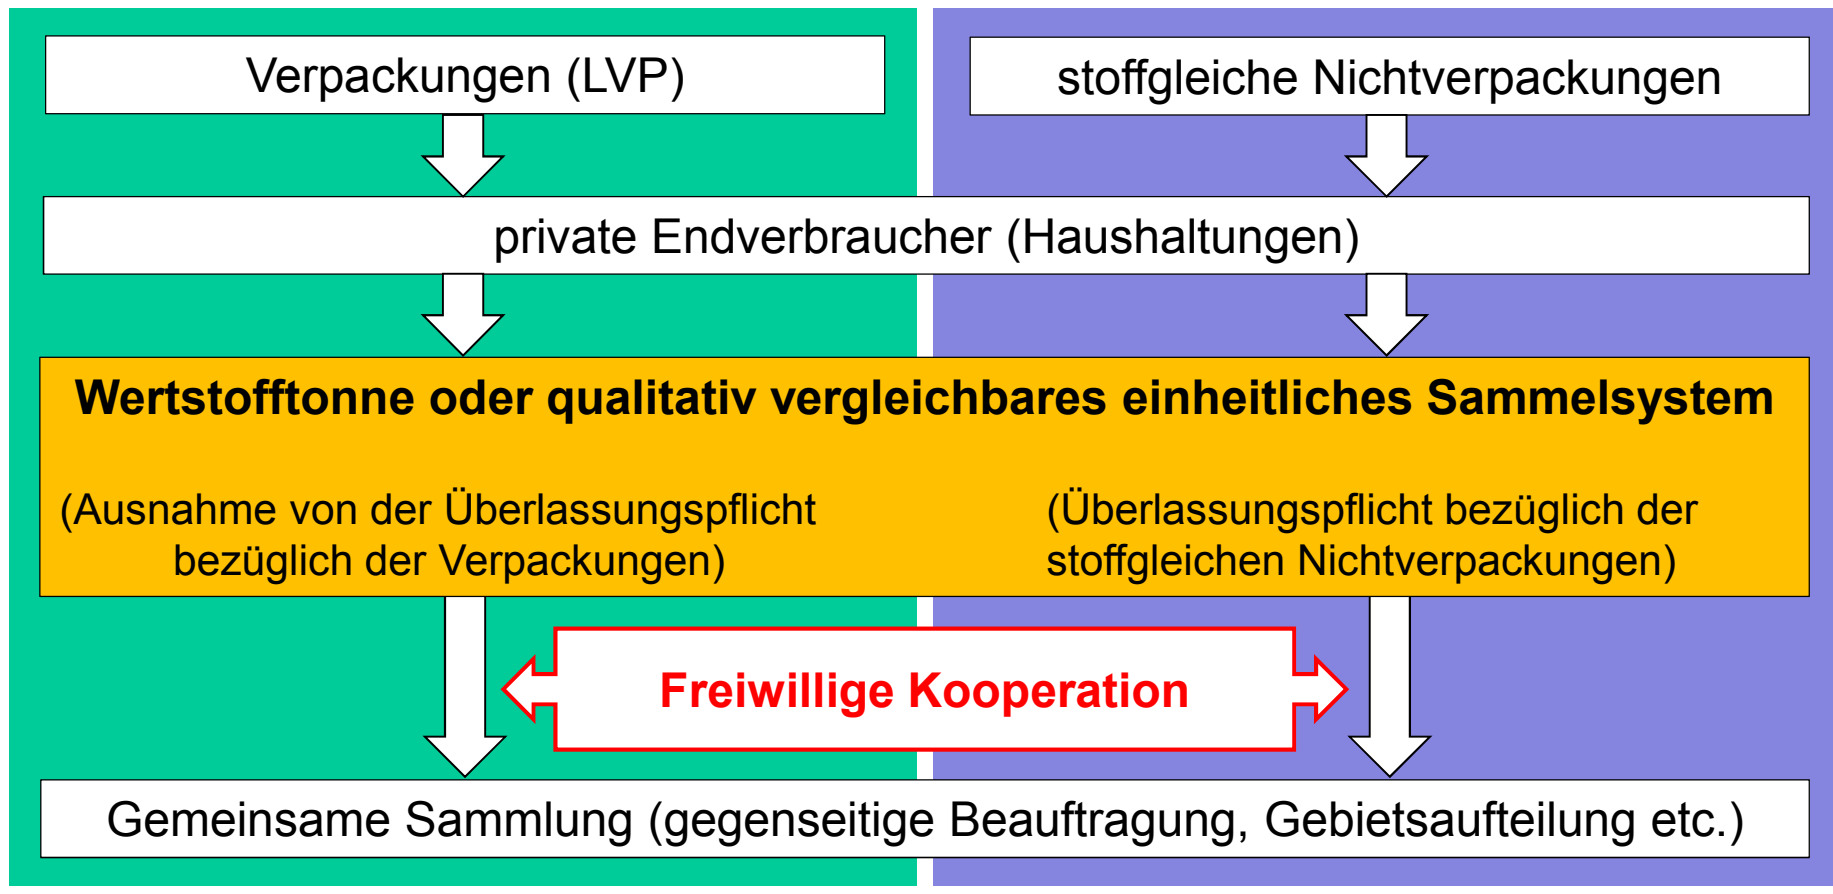 Verpackungen (LVP)
stoffgleiche Nichtverpackungen
private Endverbraucher (Haushaltungen)
Wertstofftonne oder qualitativ vergleichbares einheitliches Sammelsystem
(Ausnahme von der Überlassungspflicht
bezüglich der Verpackungen)
(Überlassungspflicht bezüglich der
stoffgleichen Nichtverpackungen)
Freiwillige Kooperation
Gemeinsame Sammlung (gegenseitige Beauftragung, Gebietsaufteilung etc.)